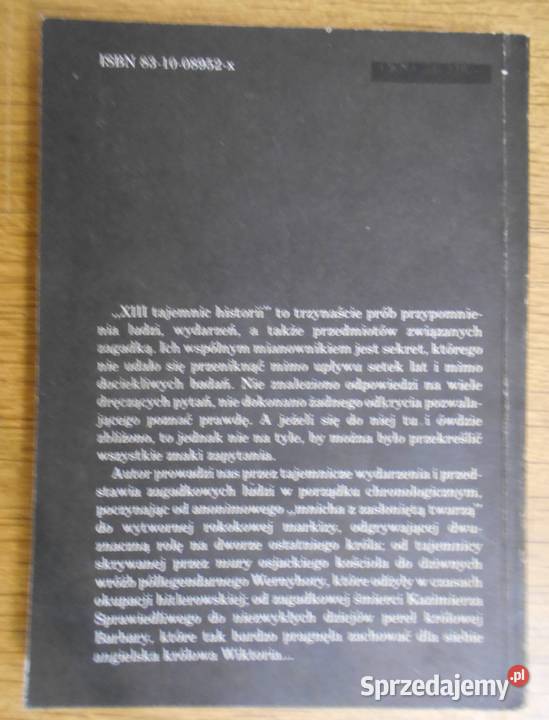 ISBN 83-10-08952-x
„XIII tajemnic historii” to trzynaście prób przypomnie-
nia ludzi, wydarzeń, a także przedmiotów związanych
zagadką. Ich wspólnym mianownikiem jest sekret, którego
nie udało się przeniknąć mimo upływu setek lat i mimo
dociekliwych badań. Nie znaleziono odpowiedzi na wiele
dręczących pytań, nie dokonano żadnego odkrycia pozwala-
jącego poznać prawdę. A jeżeli się do niej tu i ówdzie
zbliżono, to jednak nie na tyle, by można było przekreślić
wszystkie znaki zapytania.
Autor prowadzi nas przez tajemnicze wydarzenia i przed-
stawia zagadkowych ludzi w porządku chronologicznym,
poczynając od anonimowego „mnicha z zasłoniętą twarzą”
do wytwornej rokokowej markizy, odgrywającej dwu-
znaczną rolę na dworze ostatniego króla; od tajemnicy
skrywanej przez mury osjackiego kościoła do dziwnych
wróżb półlegendarnego Wernyhory, które odżyły w czasach
okupacji hitlerowskiej; od zagadkowej śmierci Kazimierza
Sprawiedliwego do niezwykłych dziejów pereł królowej
Barbary, które tak bardzo pragnęła zachować dla siebie
angielska królowa Wiktoria...
Sprzedajemy.pl